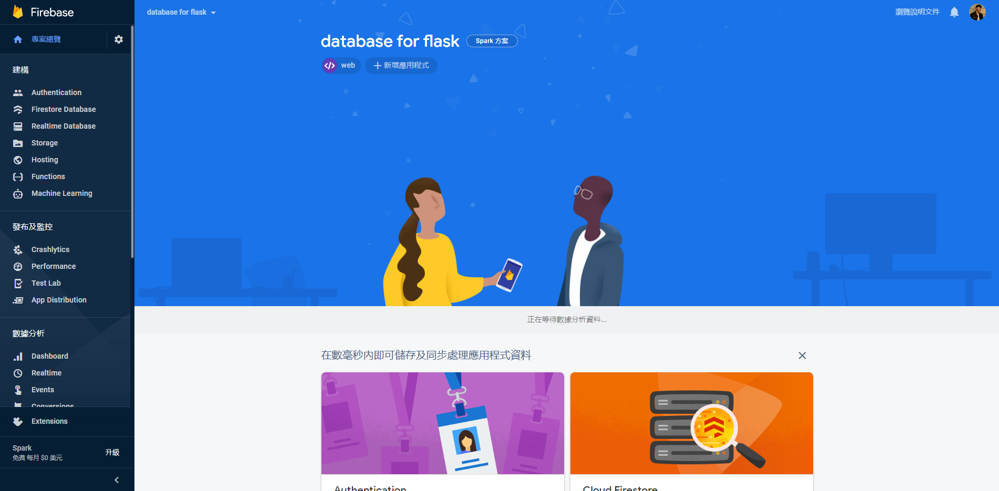 Firebase
專案總覽
建構
Authentication
Firestore Database
Realtime Database
Storage
Hosting
Functions
Machine Learning
發布及監控
Crashlytics
Performance
Test Lab
App Distribution
數據分析
Dashboard
Realtime
Events
Conversions
Extensions
Spark
免費 每月 $0 美元
升級
database for flask
瀏覽說明文件
database for flask
Spark 方案
web
新增應用程式
正在等待數據分析資料...
在數毫秒內即可儲存及同步處理應用程式資料
Authentication
Cloud Firestore